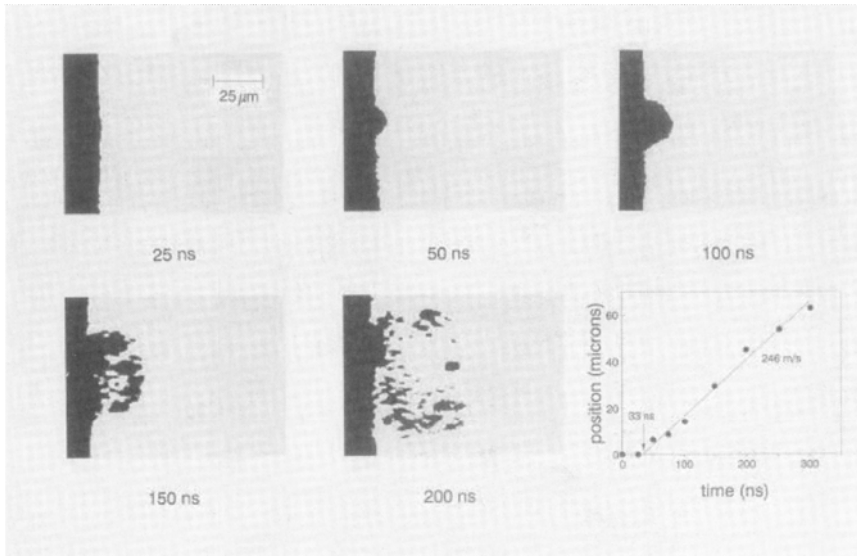 25 μm
25 ns
50 ns
100 ns
150 ns
200 ns
position (microns)
60
40
20
0
33 ns
246 m/s
0
100
200
300
time (ns)